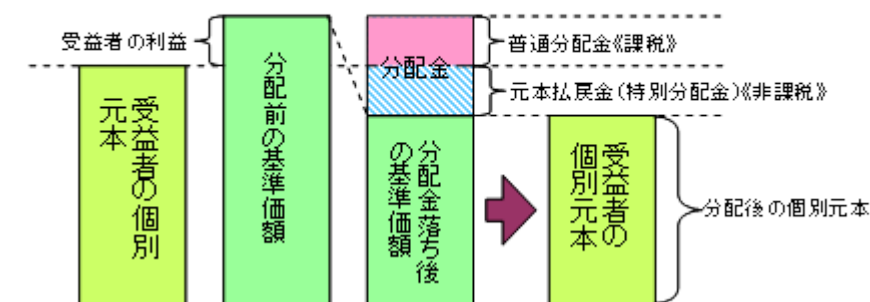 受益者の利益
普通分配金《課税》
分配金
元本払戻金(特別分配金)《非課税》
受益者の個別
元本
分配前の基準価額
分配金落ち後
の基準価額
受益者の
個別元本
分配後の個別元本